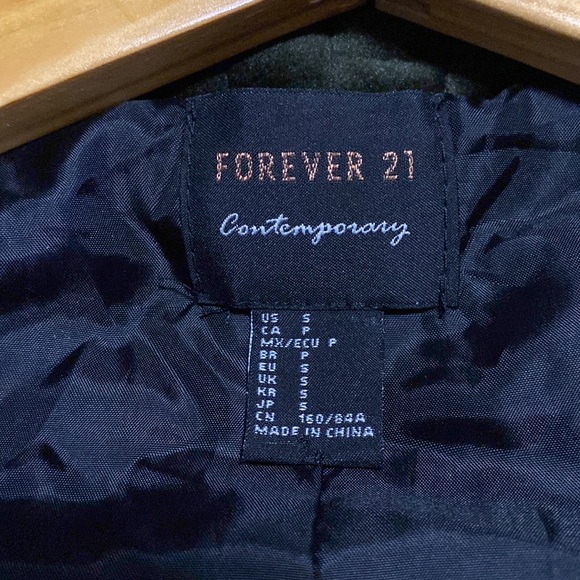 FOREVER 21
Contemporary
US S
CA P
MX/ECU P
BR P
EU S
UK S
KR S
JP S
CN 160/84A
MADE IN CHINA